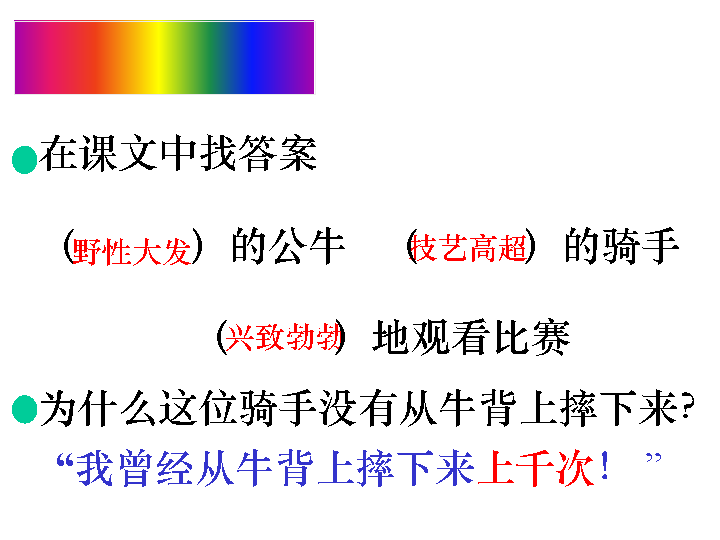 在课文中找答案
(野性大发)的公牛 (技艺高超)的骑手
(兴致勃勃)地观看比赛
为什么这位骑手没有从牛背上摔下来?
“我曾经从牛背上摔下来上千次! ”